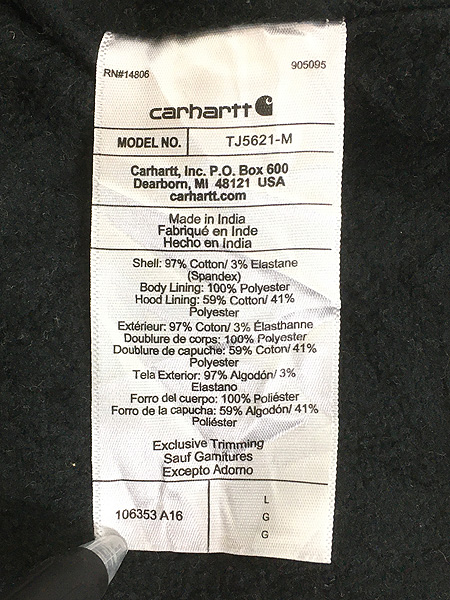 RN#14806 905095
carhartt
MODEL NO. TJ5621-M
Carhartt, Inc. P.O. Box 600
Dearborn, MI 48121 USA
carhartt.com
Made in India
Fabriqué en Inde
Hecho en India
Shell: 97% Cotton/ 3% Elastane
(Spandex)
Body Lining: 100% Polyester
Hood Lining: 59% Cotton/ 41%
Polyester
Extérieur: 97% Coton/ 3% Élasthanne
Doublure de corps: 100% Polyester
Doublure de capuche: 59% Coton/ 41%
Polyester
Tela Exterior: 97% Algodón/ 3%
Elastano
Forro del cuerpo: 100% Poliéster
Forro de la capucha: 59% Algodón/ 41%
Poliéster
Exclusive Trimming
Sauf Garnitures
Excepto Adorno
106353 A16
L
G
G